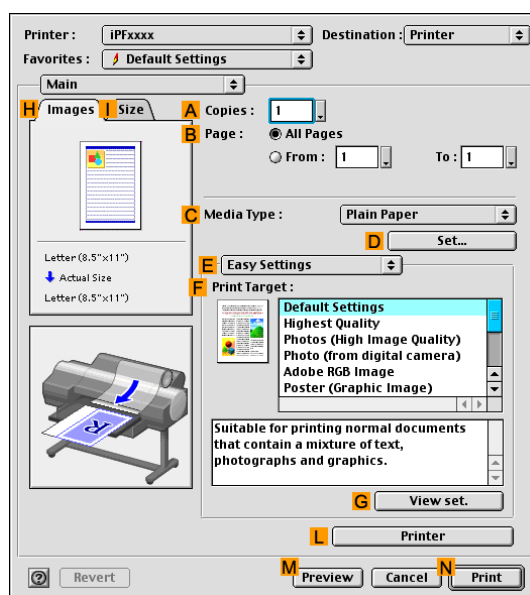 Printer : iPFxxxx Destination : Printer
Favorites : Default Settings
Main
H Images I Size
A Copies : 1
B Page : All Pages
From : 1 To : 1
C Media Type : Plain Paper
D Set...
Letter (8.5"x11")
Actual Size
Letter (8.5"x11")
E Easy Settings
F Print Target :
Default Settings
Highest Quality
Photos (High Image Quality)
Photo (from digital camera)
Adobe RGB Image
Poster (Graphic Image)
R
Suitable for printing normal documents
that contain a mixture of text,
photographs and graphics.
G View set.
L Printer
? Revert M Preview Cancel N Print